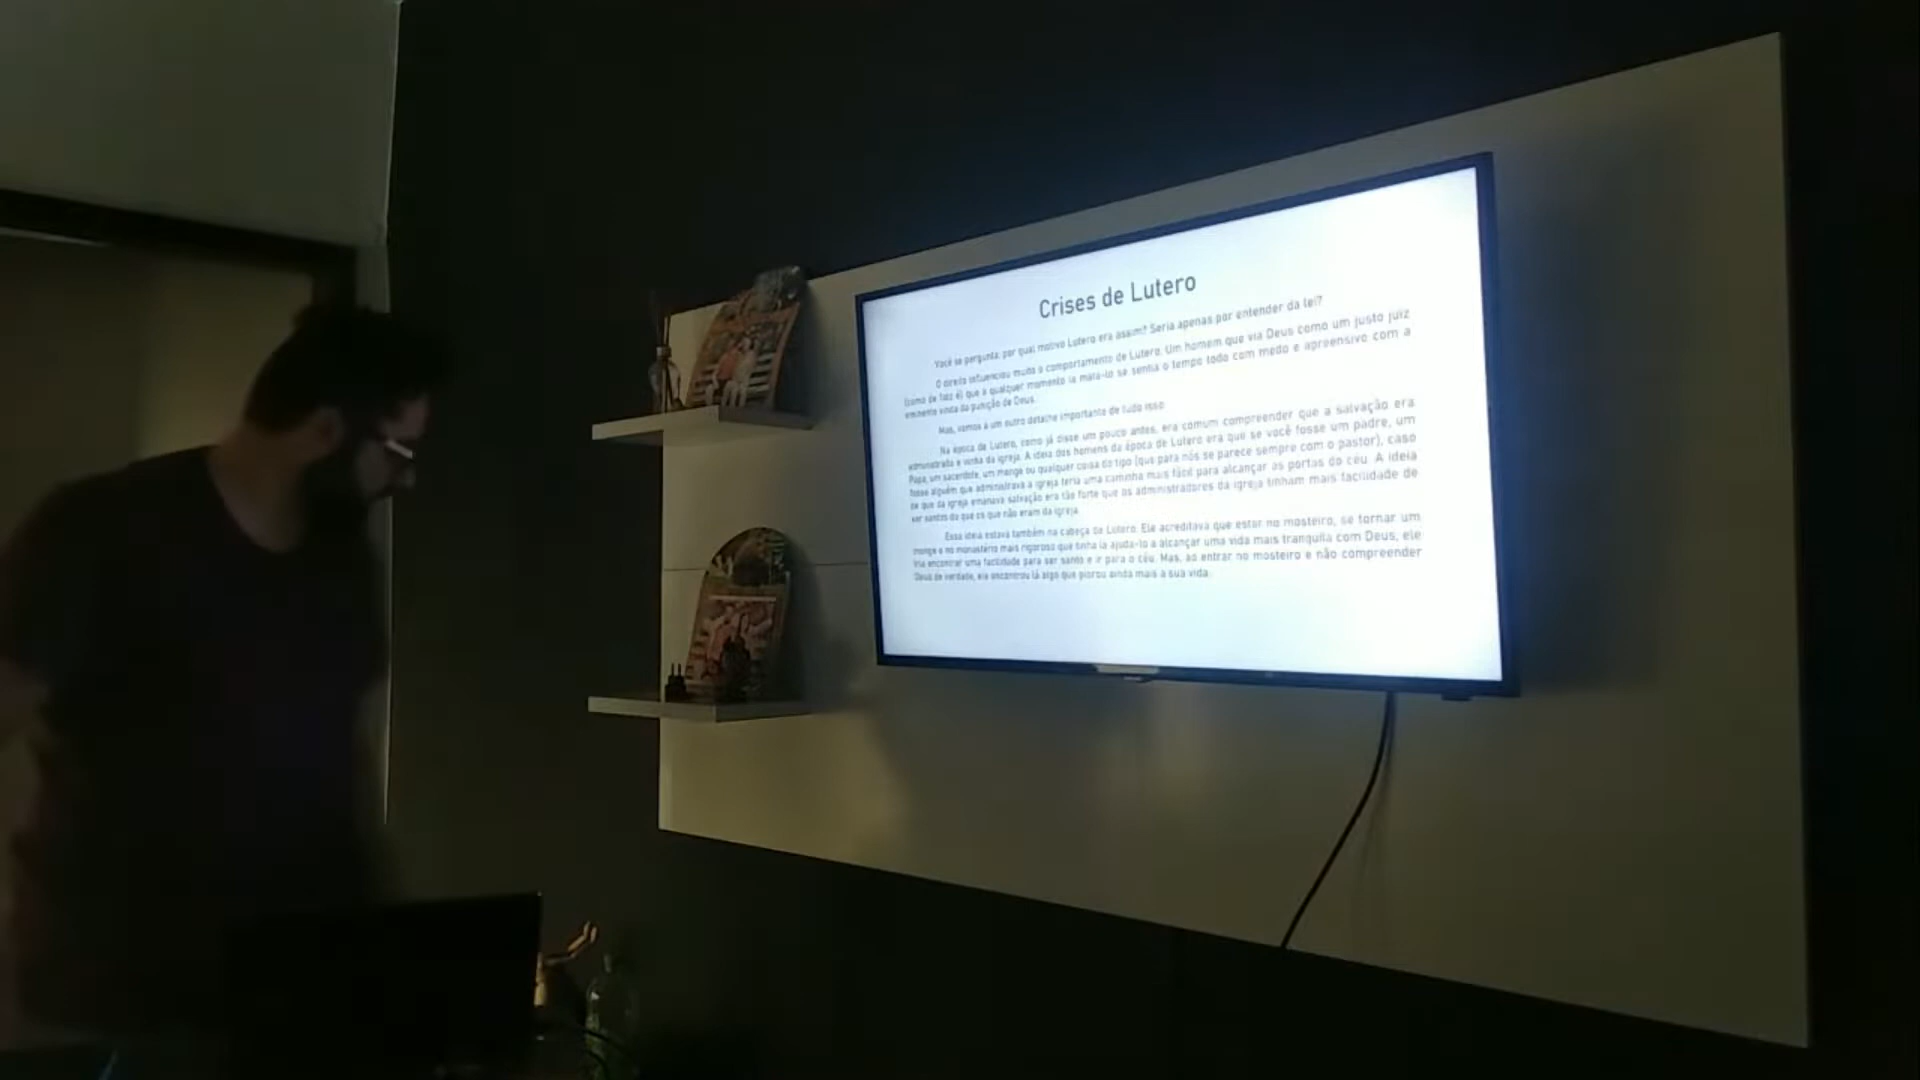 Crises de Lutero
Você se pergunta: por qual motivo Lutero era assim? Seria apenas por entender da lei?
O direito influenciou muito o comportamento de Lutero. Um homem que via Deus como um justo juiz
(como de fato é) que a qualquer momento ia mata-lo se sentia o tempo todo com medo e apreensivo com a
eminente vinda da punição de Deus.
Mas, vamos a um outro detalhe importante de tudo isso
Na época de Lutero, como já disse um pouco antes, era comum compreender que a salvação era
administrada e vinha da igreja. A ideia dos homens da época de Lutero era que se você fosse um padre, um
Papa, um sacerdote, um monge ou qualquer coisa do tipo (que para nós se parece sempre com o pastor), caso
fosse alguém que administrava a igreja teria uma caminho mais fácil para alcançar as portas do céu. A ideia
de que da igreja emanava salvação era tão forte que os administradores da igreja tinham mais facilidade de
ser santos do que os que não eram da igreja.
Essa ideia estava também na cabeça de Lutero. Ele acreditava que estar no mosteiro, se tornar um
monge e no monastério mais rigoroso que tinha ia ajuda-lo a alcançar uma vida mais tranquila com Deus, ele
iria encontrar uma facilidade para ser santo e ir para o céu. Mas, ao entrar no mosteiro e não compreender
Deus de verdade, ele encontrou lá algo que piorou ainda mais a sua vida.